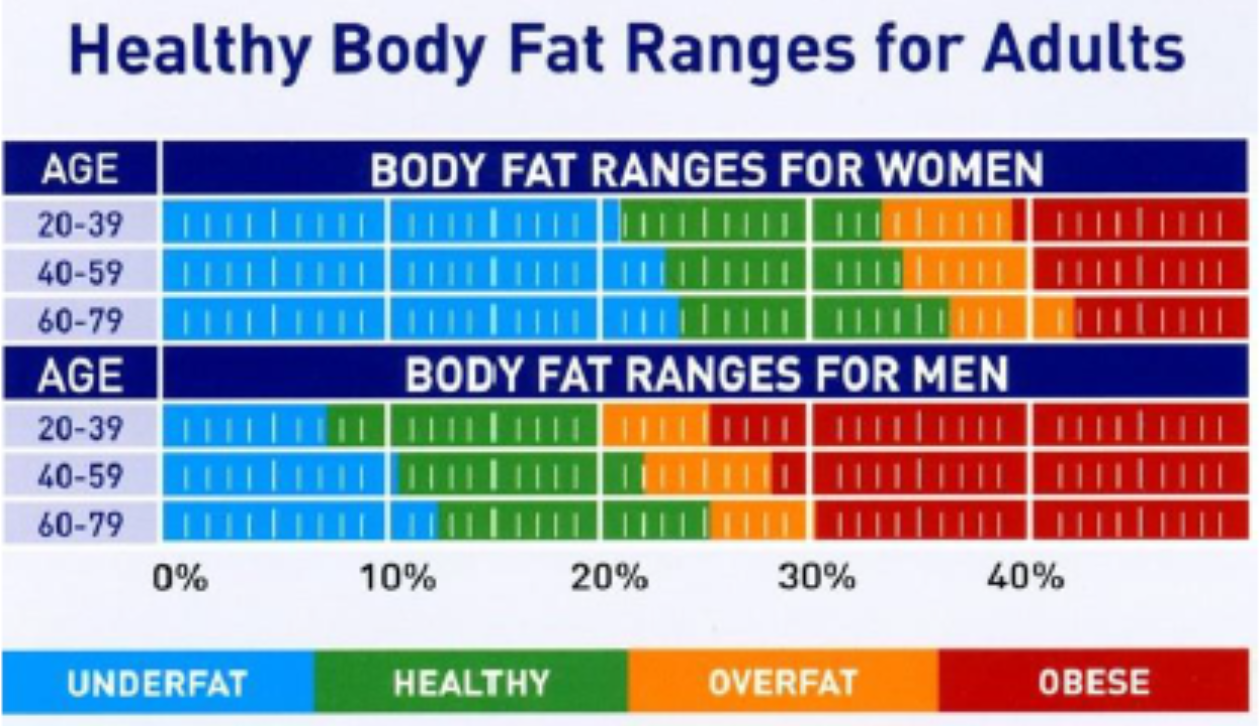 Healthy Body Fat Ranges for Adults
AGE BODY FAT RANGES FOR WOMEN
20-39
40-59
60-79
AGE BODY FAT RANGES FOR MEN
20-39
40-59
60-79
0% 10% 20% 30% 40%
UNDERFAT HEALTHY OVERFAT OBESE